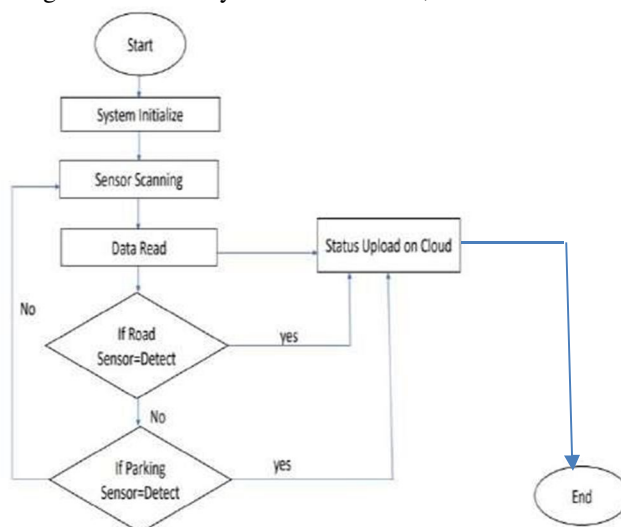 Start
System Initialize
Sensor Scanning
Data Read
Status Upload on Cloud
No
If Road
Sensor=Detect
yes
No
If Parking
Sensor=Detect
yes
End